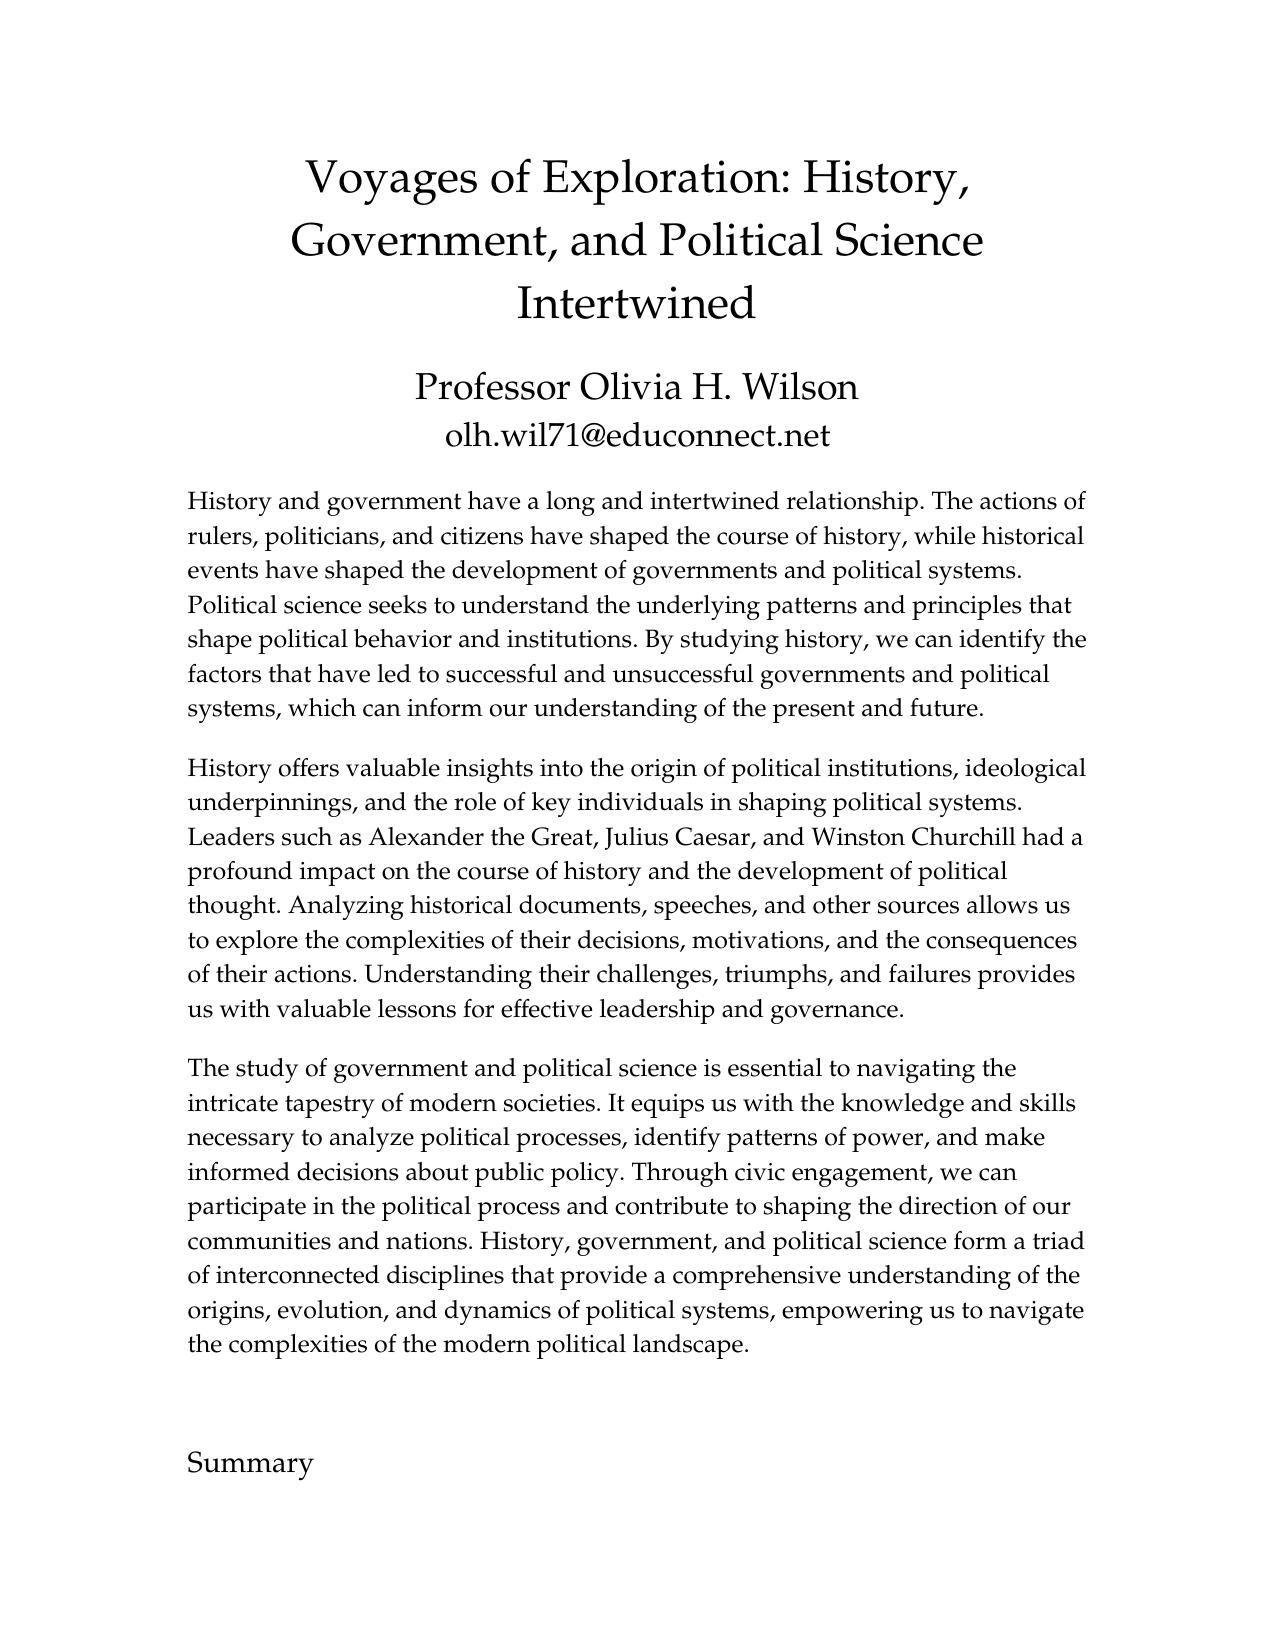 Voyages of Exploration: History,
Government, and Political Science
Intertwined
Professor Olivia H. Wilson
olh.wil71@educonnect.net
History and government have a long and intertwined relationship. The actions of
rulers, politicians, and citizens have shaped the course of history, while historical
events have shaped the development of governments and political systems.
Political science seeks to understand the underlying patterns and principles that
shape political behavior and institutions. By studying history, we can identify the
factors that have led to successful and unsuccessful governments and political
systems, which can inform our understanding of the present and future.
History offers valuable insights into the origin of political institutions, ideological
underpinnings, and the role of key individuals in shaping political systems.
Leaders such as Alexander the Great, Julius Caesar, and Winston Churchill had a
profound impact on the course of history and the development of political
thought. Analyzing historical documents, speeches, and other sources allows us
to explore the complexities of their decisions, motivations, and the consequences
of their actions. Understanding their challenges, triumphs, and failures provides
us with valuable lessons for effective leadership and governance.
The study of government and political science is essential to navigating the
intricate tapestry of modern societies. It equips us with the knowledge and skills
necessary to analyze political processes, identify patterns of power, and make
informed decisions about public policy. Through civic engagement, we can
participate in the political process and contribute to shaping the direction of our
communities and nations. History, government, and political science form a triad
of interconnected disciplines that provide a comprehensive understanding of the
origins, evolution, and dynamics of political systems, empowering us to navigate
the complexities of the modern political landscape.
Summary